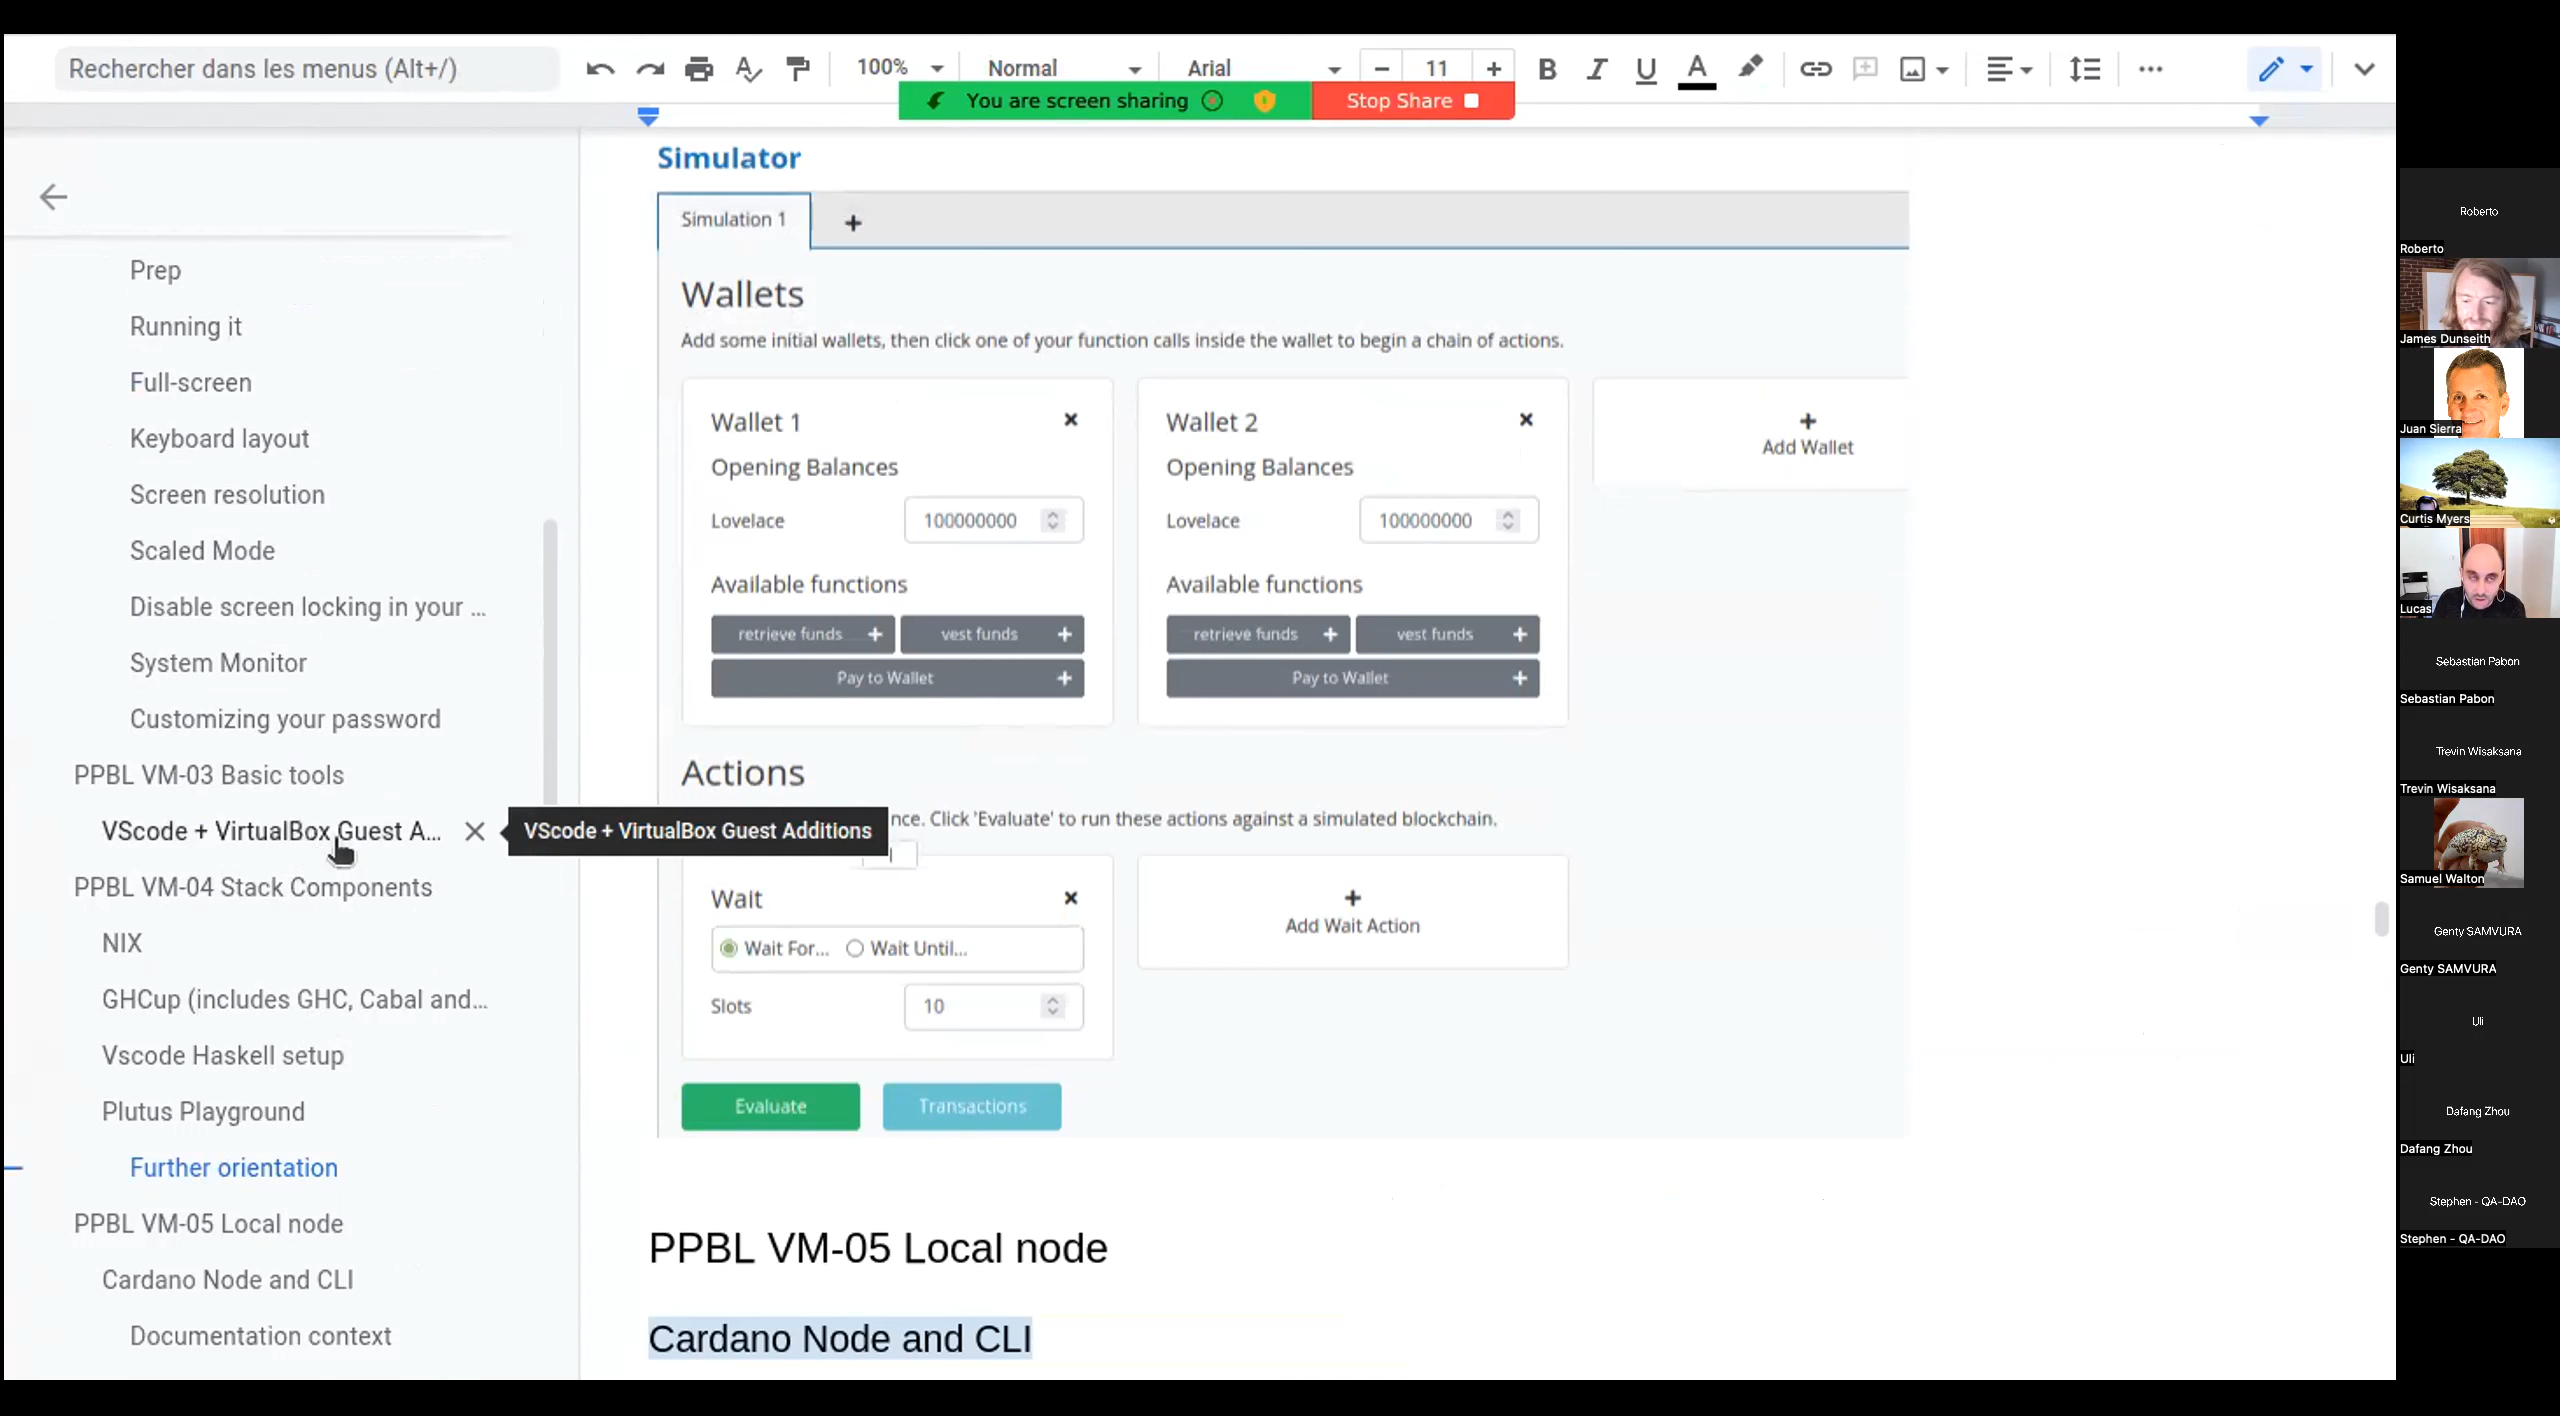 Rechercher dans les menus (Alt+/)
100%
Normal
Arial
11
You are screen sharing
Stop Share
Prep
Running it
Full-screen
Keyboard layout
Screen resolution
Scaled Mode
Disable screen locking in your ...
System Monitor
Customizing your password
PPBL VM-03 Basic tools
VScode + VirtualBox Guest A...
VScode + VirtualBox Guest Additions
PPBL VM-04 Stack Components
NIX
GHCup (includes GHC, Cabal and...
Vscode Haskell setup
Plutus Playground
Further orientation
PPBL VM-05 Local node
Cardano Node and CLI
Documentation context
Simulator
Simulation 1
Wallets
Add some initial wallets, then click one of your function calls inside the wallet to begin a chain of actions.
Wallet 1
Opening Balances
Lovelace 100000000
Available functions
retrieve funds + vest funds +
Pay to Wallet +
Wallet 2
Opening Balances
Lovelace 100000000
Available functions
retrieve funds + vest funds +
Pay to Wallet +
+
Add Wallet
Actions
nce. Click 'Evaluate' to run these actions against a simulated blockchain.
Wait
Wait For... Wait Until...
Slots 10
+
Add Wait Action
Evaluate Transactions
PPBL VM-05 Local node
Cardano Node and CLI
Roberto
Roberto
James Dunseith
Juan Sierra
Curtis Myers
Lucas
Sebastian Pabon
Sebastian Pabon
Trevin Wisaksana
Trevin Wisaksana
Samuel Walton
Genty SAMVURA
Genty SAMVURA
Uli
Uli
Dafang Zhou
Dafang Zhou
Stephen - QA-DAO
Stephen - QA-DAO